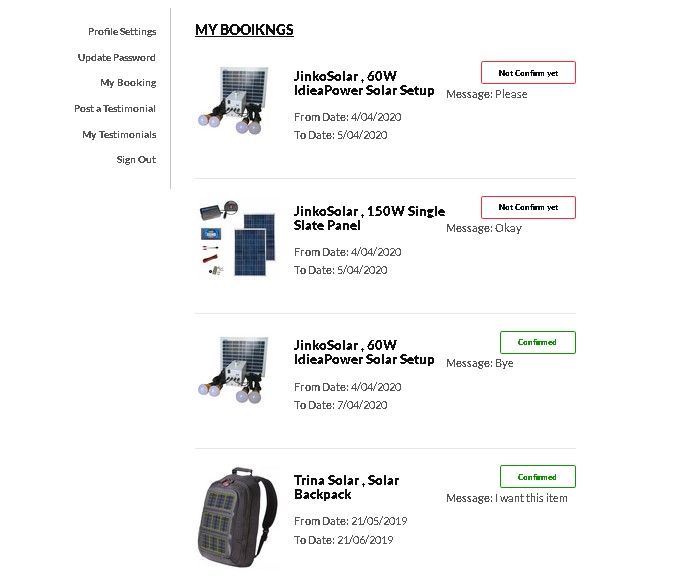 Profile Settings
Update Password
My Booking
Post a Testimonial
My Testimonials
Sign Out
MY BOOIKNGS
JinkoSolar , 60W
IdieaPower Solar Setup
From Date: 4/04/2020
To Date: 5/04/2020
Not Confirm yet
Message: Please
JinkoSolar , 150W Single
Slate Panel
From Date: 4/04/2020
To Date: 5/04/2020
Not Confirm yet
Message: Okay
JinkoSolar , 60W
IdieaPower Solar Setup
From Date: 4/04/2020
To Date: 7/04/2020
Confirmed
Message: Bye
Trina Solar , Solar
Backpack
From Date: 21/05/2019
To Date: 21/06/2019
Confirmed
Message: I want this item